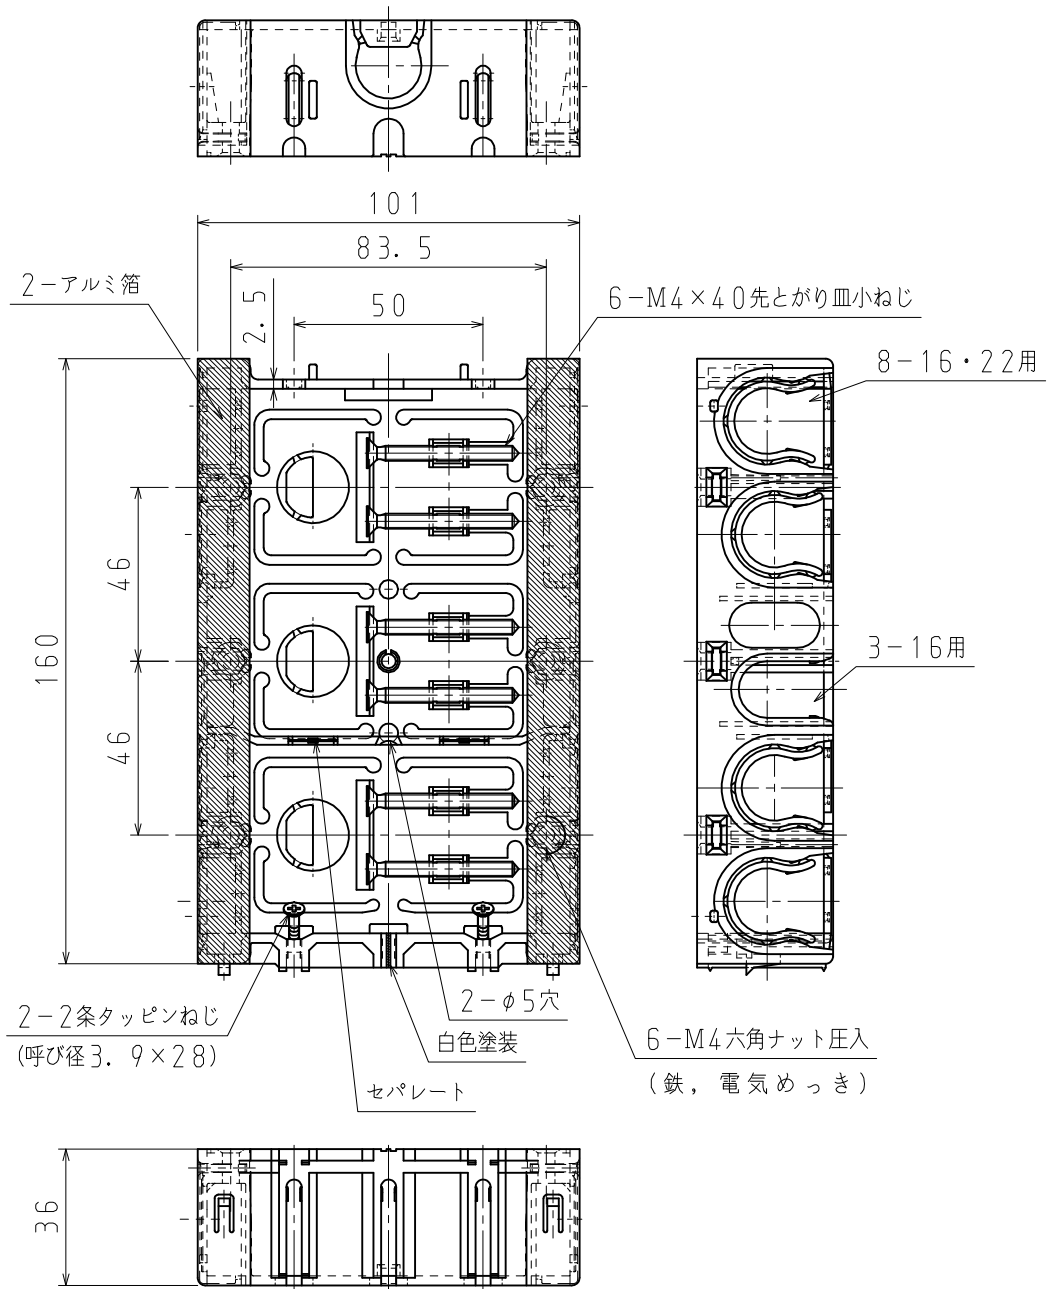 101
83.5
2-アルミ箔
2.5
50
6-M4×40先とがり皿小ねじ
8-16・22用
46
160
3-16用
46
2-2条タッピンねじ
(呼び径3.9×28)
2-φ5穴
白色塗装
セパレート
6-M4六角ナット圧入
(鉄，電気めっき)
36